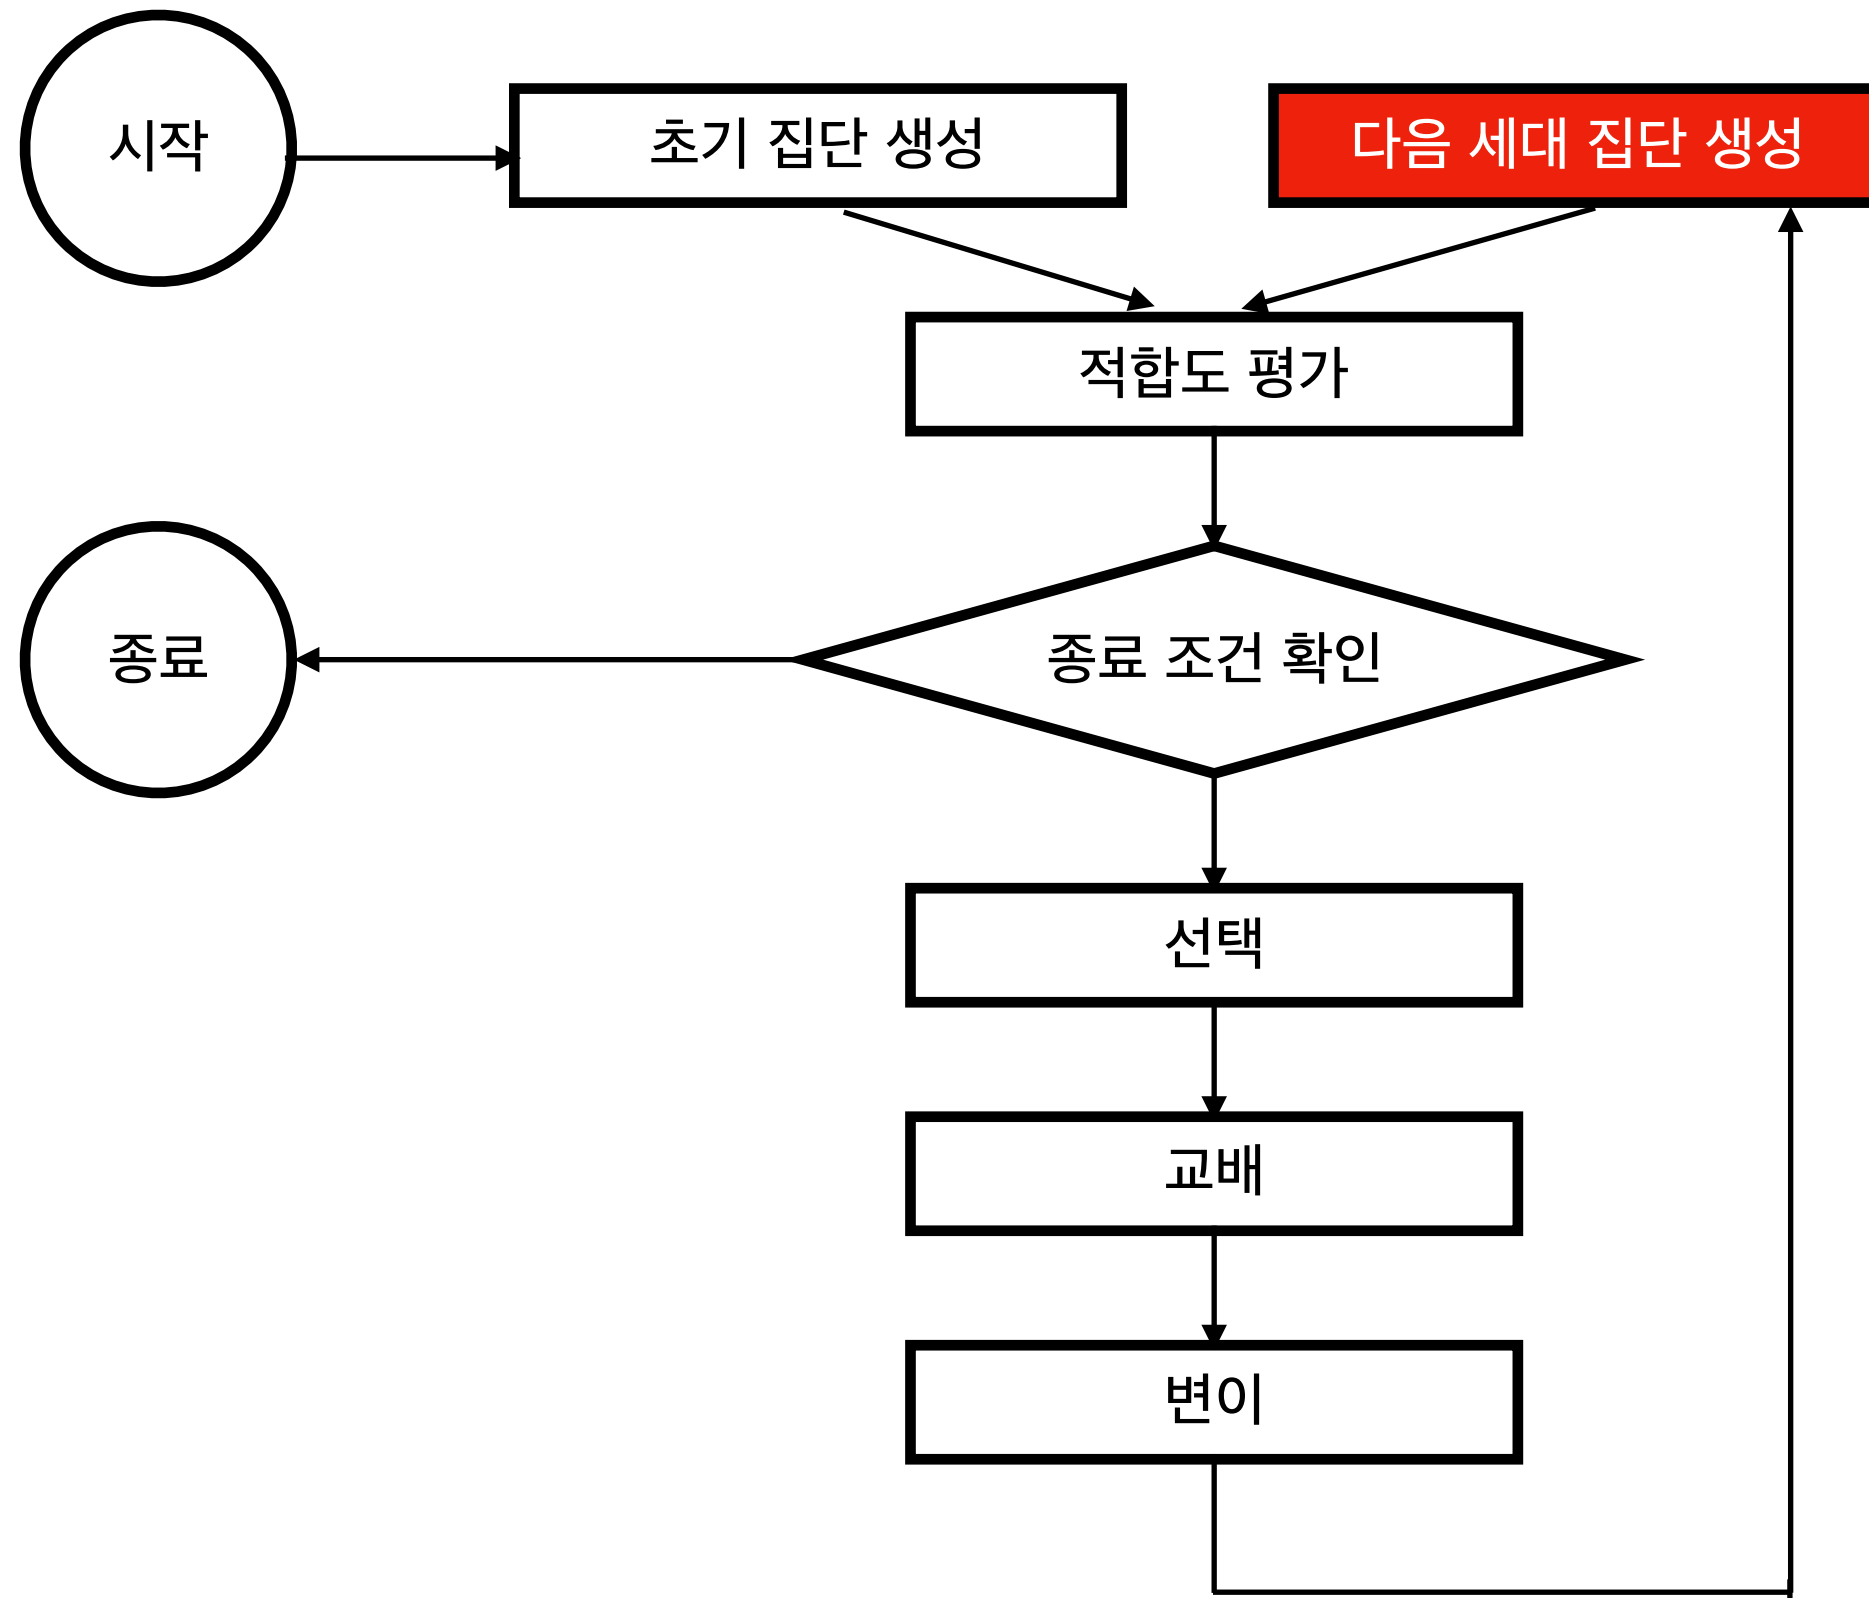 시작
초기 집단 생성
다음 세대 집단 생성
적합도 평가
종료
종료 조건 확인
선택
교배
변이